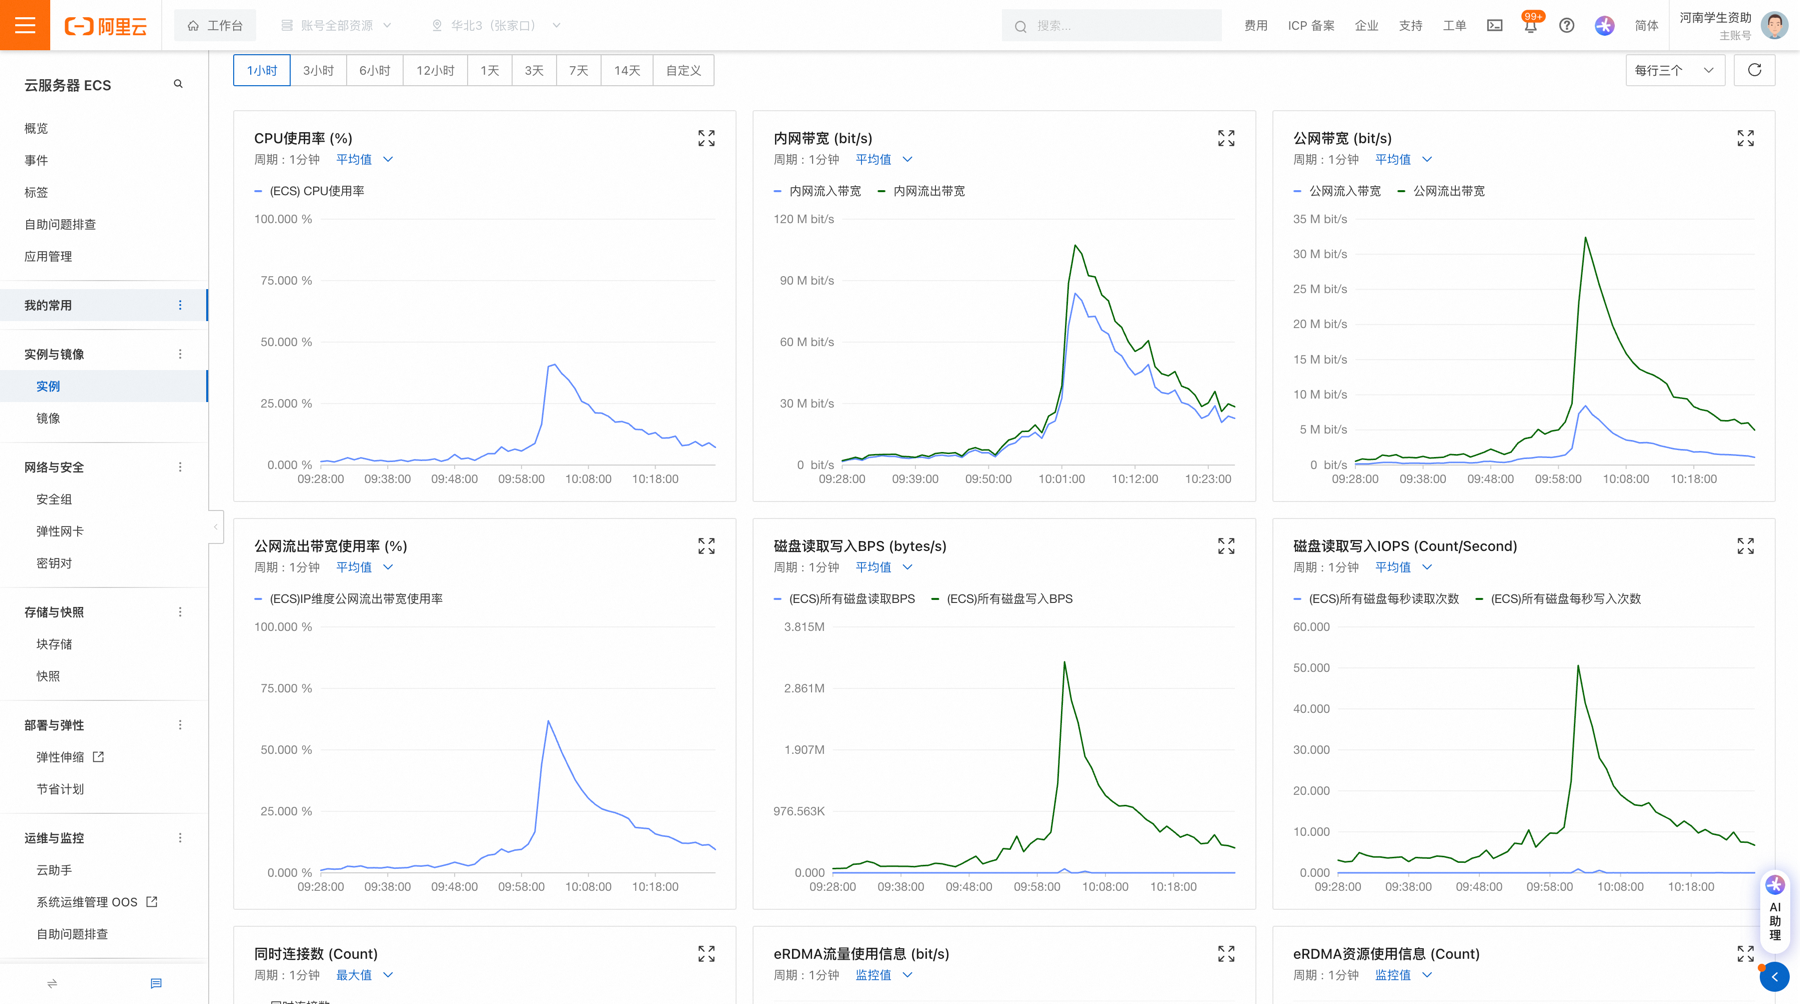 阿里云
工作台
账号全部资源
华北3（张家口）
搜索...
费用
ICP 备案
企业
支持
工单
99+
简体
河南学生资助
主账号
云服务器 ECS
概览
事件
标签
自助问题排查
应用管理
我的常用
实例与镜像
实例
镜像
网络与安全
安全组
弹性网卡
密钥对
存储与快照
块存储
快照
部署与弹性
弹性伸缩
节省计划
运维与监控
云助手
系统运维管理 OOS
自助问题排查
1小时 3小时 6小时 12小时 1天 3天 7天 14天 自定义
每行三个
CPU使用率 (%)
周期：1分钟 平均值
(ECS) CPU使用率
100.000 %
75.000 %
50.000 %
25.000 %
0.000 %
09:28:00 09:38:00 09:48:00 09:58:00 10:08:00 10:18:00
内网带宽 (bit/s)
周期：1分钟 平均值
内网流入带宽 内网流出带宽
120 M bit/s
90 M bit/s
60 M bit/s
30 M bit/s
0 bit/s
09:28:00 09:39:00 09:50:00 10:01:00 10:12:00 10:23:00
公网带宽 (bit/s)
周期：1分钟 平均值
公网流入带宽 公网流出带宽
35 M bit/s
30 M bit/s
25 M bit/s
20 M bit/s
15 M bit/s
10 M bit/s
5 M bit/s
0 bit/s
09:28:00 09:38:00 09:48:00 09:58:00 10:08:00 10:18:00
公网流出带宽使用率 (%)
周期：1分钟 平均值
(ECS)IP维度公网流出带宽使用率
100.000 %
75.000 %
50.000 %
25.000 %
0.000 %
09:28:00 09:38:00 09:48:00 09:58:00 10:08:00 10:18:00
磁盘读取写入BPS (bytes/s)
周期：1分钟 平均值
(ECS)所有磁盘读取BPS (ECS)所有磁盘写入BPS
3.815M
2.861M
1.907M
976.563K
0.000
09:28:00 09:38:00 09:48:00 09:58:00 10:08:00 10:18:00
磁盘读取写入IOPS (Count/Second)
周期：1分钟 平均值
(ECS)所有磁盘每秒读取次数 (ECS)所有磁盘每秒写入次数
60.000
50.000
40.000
30.000
20.000
10.000
0.000
09:28:00 09:38:00 09:48:00 09:58:00 10:08:00 10:18:00
同时连接数 (Count)
周期：1分钟 最大值
同时连接数
eRDMA流量使用信息 (bit/s)
周期：1分钟 监控值
eRDMA资源使用信息 (Count)
周期：1分钟 监控值
AI
助
理